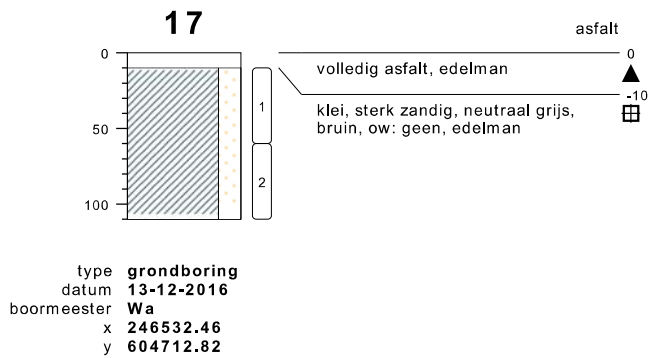 17
asfalt
0
0
volledig asfalt, edelman
-10
klei, sterk zandig, neutraal grijs,
bruin, ow: geen, edelman
1
50
2
100
type grondboring
datum 13-12-2016
boormeester Wa
x 246532.46
y 604712.82